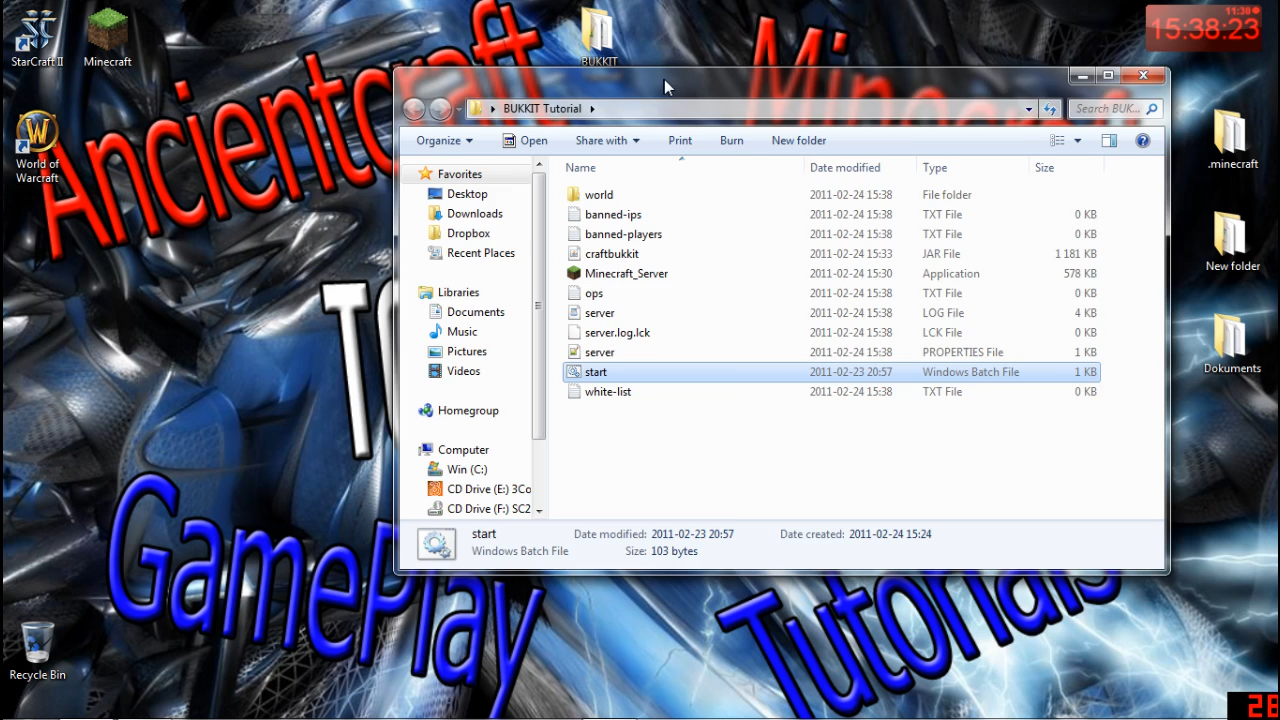 StarCraft II
Minecraft
World of
Warcraft
Recycle Bin
BUKKIT
11:38
15:38:23
.minecraft
New folder
Dokuments
Ancientcraft
GamePlay
Tutorials
BUKKIT Tutorial
Search BUK...
Organize
Open
Share with
Print
Burn
New folder
Favorites
Desktop
Downloads
Dropbox
Recent Places
Libraries
Documents
Music
Pictures
Videos
Homegroup
Computer
Win (C:)
CD Drive (E:) 3Co
CD Drive (F:) SC2
Name Date modified Type Size
world 2011-02-24 15:38 File folder
banned-ips 2011-02-24 15:38 TXT File 0 KB
banned-players 2011-02-24 15:38 TXT File 0 KB
craftbukkit 2011-02-24 15:33 JAR File 1 181 KB
Minecraft_Server 2011-02-24 15:30 Application 578 KB
ops 2011-02-24 15:38 TXT File 0 KB
server 2011-02-24 15:38 LOG File 4 KB
server.log.lck 2011-02-24 15:38 LCK File 0 KB
server 2011-02-24 15:38 PROPERTIES File 1 KB
start 2011-02-23 20:57 Windows Batch File 1 KB
white-list 2011-02-24 15:38 TXT File 0 KB
start Date modified: 2011-02-23 20:57 Date created: 2011-02-24 15:24
Windows Batch File Size: 103 bytes
28